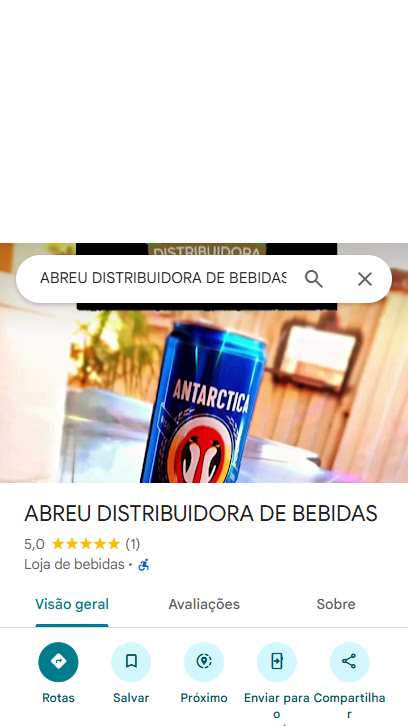 DISTRIBUIDORA
ABREU DISTRIBUIDORA DE BEBIDAS
ANTARCTICA
ABREU DISTRIBUIDORA DE BEBIDAS
5,0 (1)
Loja de bebidas •
Visão geral Avaliações Sobre
Rotas Salvar Próximo Enviar para o Compartilhar